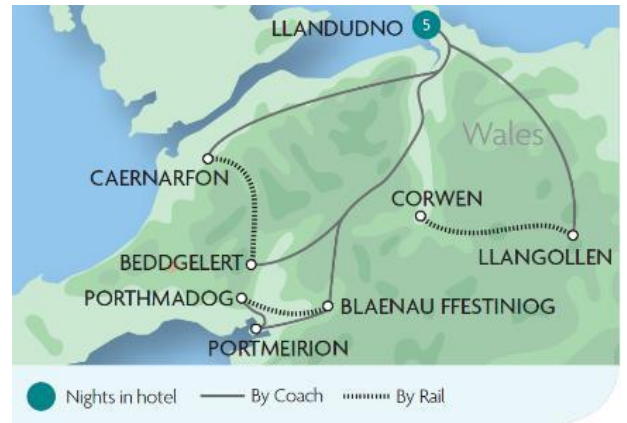 LLANDUDNO 5
Wales
CAERNARFON
CORWEN
LLANGOLLEN
BEDDGELERT
PORTHMADOG
BLAENAU FFESTINIOG
PORTMEIRION
Nights in hotel By Coach By Rail